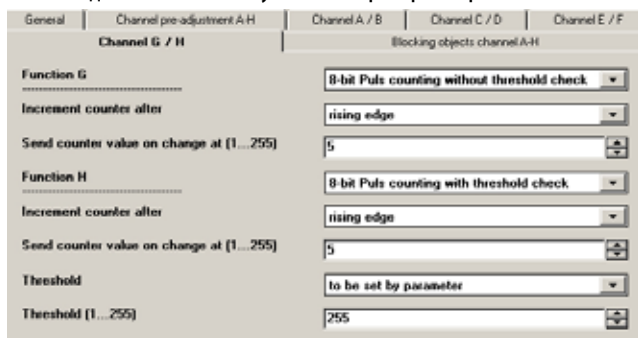 General Channel pre-adjustment A-H Channel A / B Channel C / D Channel E / F
Channel G / H Blocking objects channel A-H
Function G 8-bit Puls counting without threshold check
Increment counter after rising edge
Send counter value on change at (1...255) 5
Function H 8-bit Puls counting with threshold check
Increment counter after rising edge
Send counter value on change at (1...255) 5
Threshold to be set by parameter
Threshold (1...255) 255